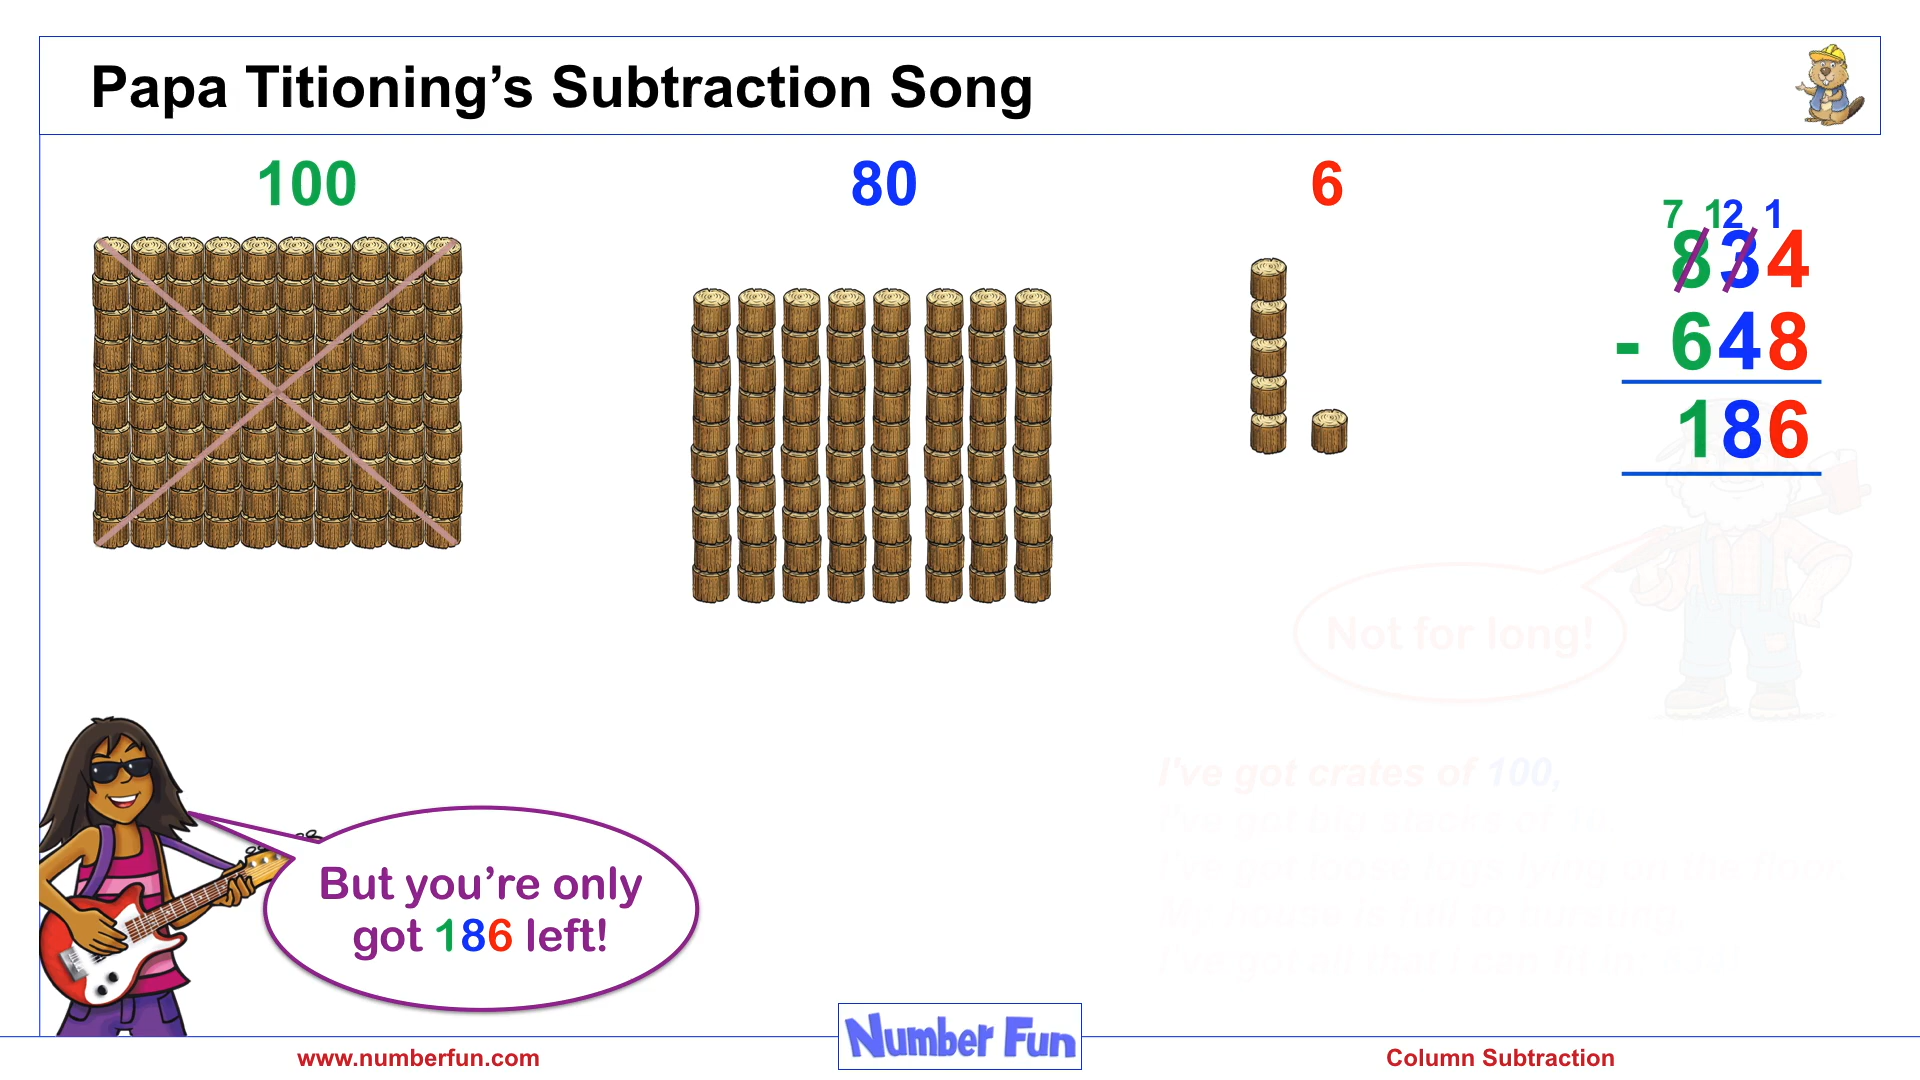 Papa Titioning’s Subtraction Song
100 80 6
7 12 1
834
- 648
186
Not for long!
I've got crates of 100,
But you’re only
got 186 left!
Number Fun
www.numberfun.com
Column Subtraction